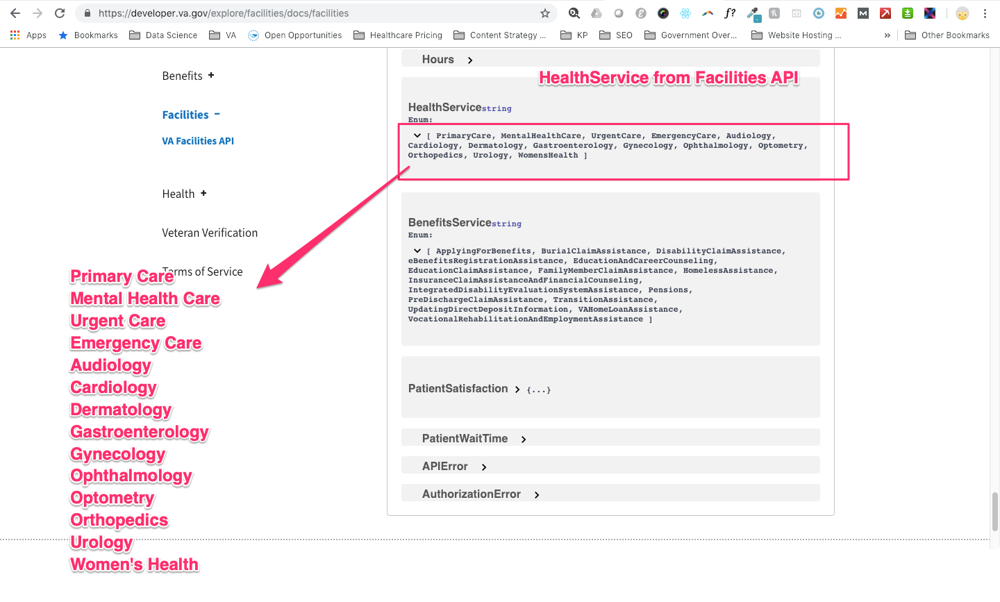 https://developer.va.gov/explore/facilities/docs/facilities
Apps Bookmarks Data Science VA Open Opportunities Healthcare Pricing Content Strategy ... KP SEO Government Over... Website Hosting ... » Other Bookmarks
Benefits +
Facilities −
VA Facilities API
Health +
Veteran Verification
Terms of Service
Hours
HealthService from Facilities API
HealthServicestring
Enum:
[ PrimaryCare, MentalHealthCare, UrgentCare, EmergencyCare, Audiology,
Cardiology, Dermatology, Gastroenterology, Gynecology, Ophthalmology, Optometry,
Orthopedics, Urology, WomensHealth ]
BenefitsServicestring
Enum:
[ ApplyingForBenefits, BurialClaimAssistance, DisabilityClaimAssistance,
eBenefitsRegistrationAssistance, EducationAndCareerCounseling,
EducationClaimAssistance, FamilyMemberClaimAssistance, HomelessAssistance,
InsuranceClaimAssistanceAndFinancialCounseling,
IntegratedDisabilityEvaluationSystemAssistance, Pensions,
PreDischargeClaimAssistance, TransitionAssistance,
UpdatingDirectDepositInformation, VAHomeLoanAssistance,
VocationalRehabilitationAndEmploymentAssistance ]
PatientSatisfaction {...}
PatientWaitTime
APIError
AuthorizationError
Primary Care
Mental Health Care
Urgent Care
Emergency Care
Audiology
Cardiology
Dermatology
Gastroenterology
Gynecology
Ophthalmology
Optometry
Orthopedics
Urology
Women's Health